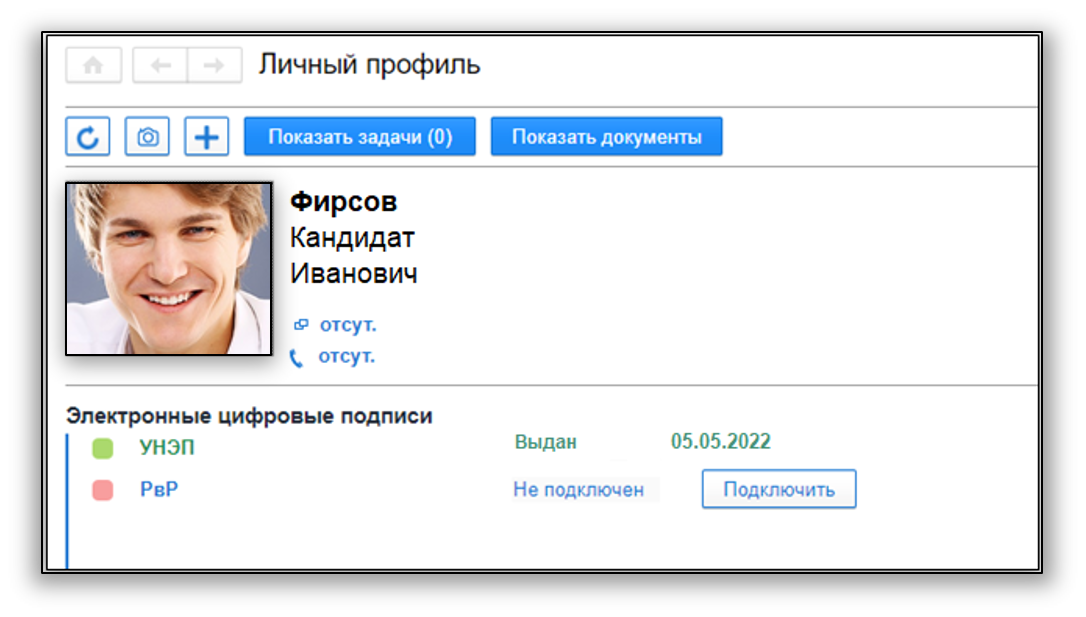 Личный профиль
Показать задачи (0) Показать документы
Фирсов
Кандидат
Иванович
отсут.
отсут.
Электронные цифровые подписи
УНЭП Выдан 05.05.2022
РвР Не подключен Подключить